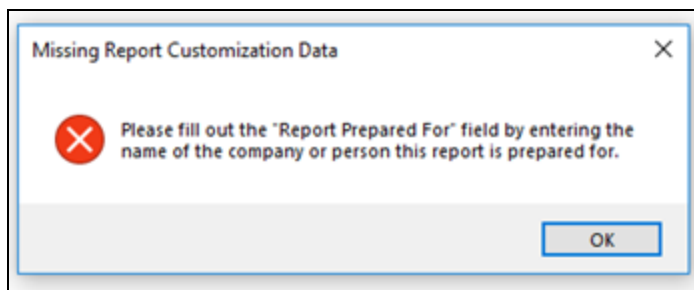 Missing Report Customization Data
Please fill out the "Report Prepared For" field by entering the
name of the company or person this report is prepared for.
OK